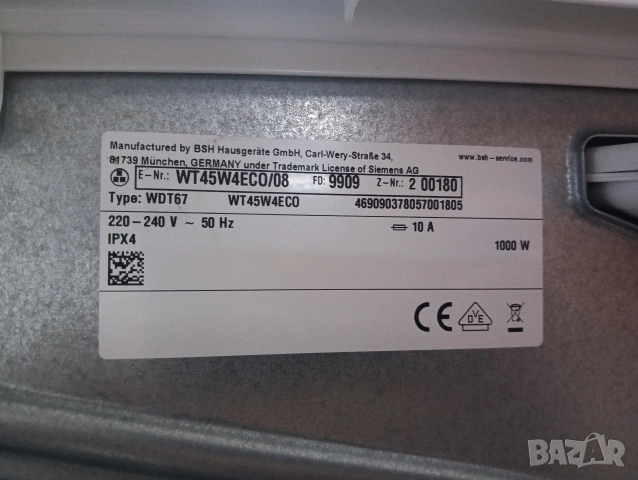 Manufactured by BSH Hausgeräte GmbH, Carl-Wery-Straße 34, www.bsh-service.com
81739 München, GERMANY under Trademark License of Siemens AG
E-Nr.: WT45W4ECO/08 FD: 9909 Z-Nr.: 2 00180
Type: WDT67 WT45W4ECO 469090378057001805
220-240 V ~ 50 Hz 10 A
IPX4 1000 W
CE DVE
BAZAR